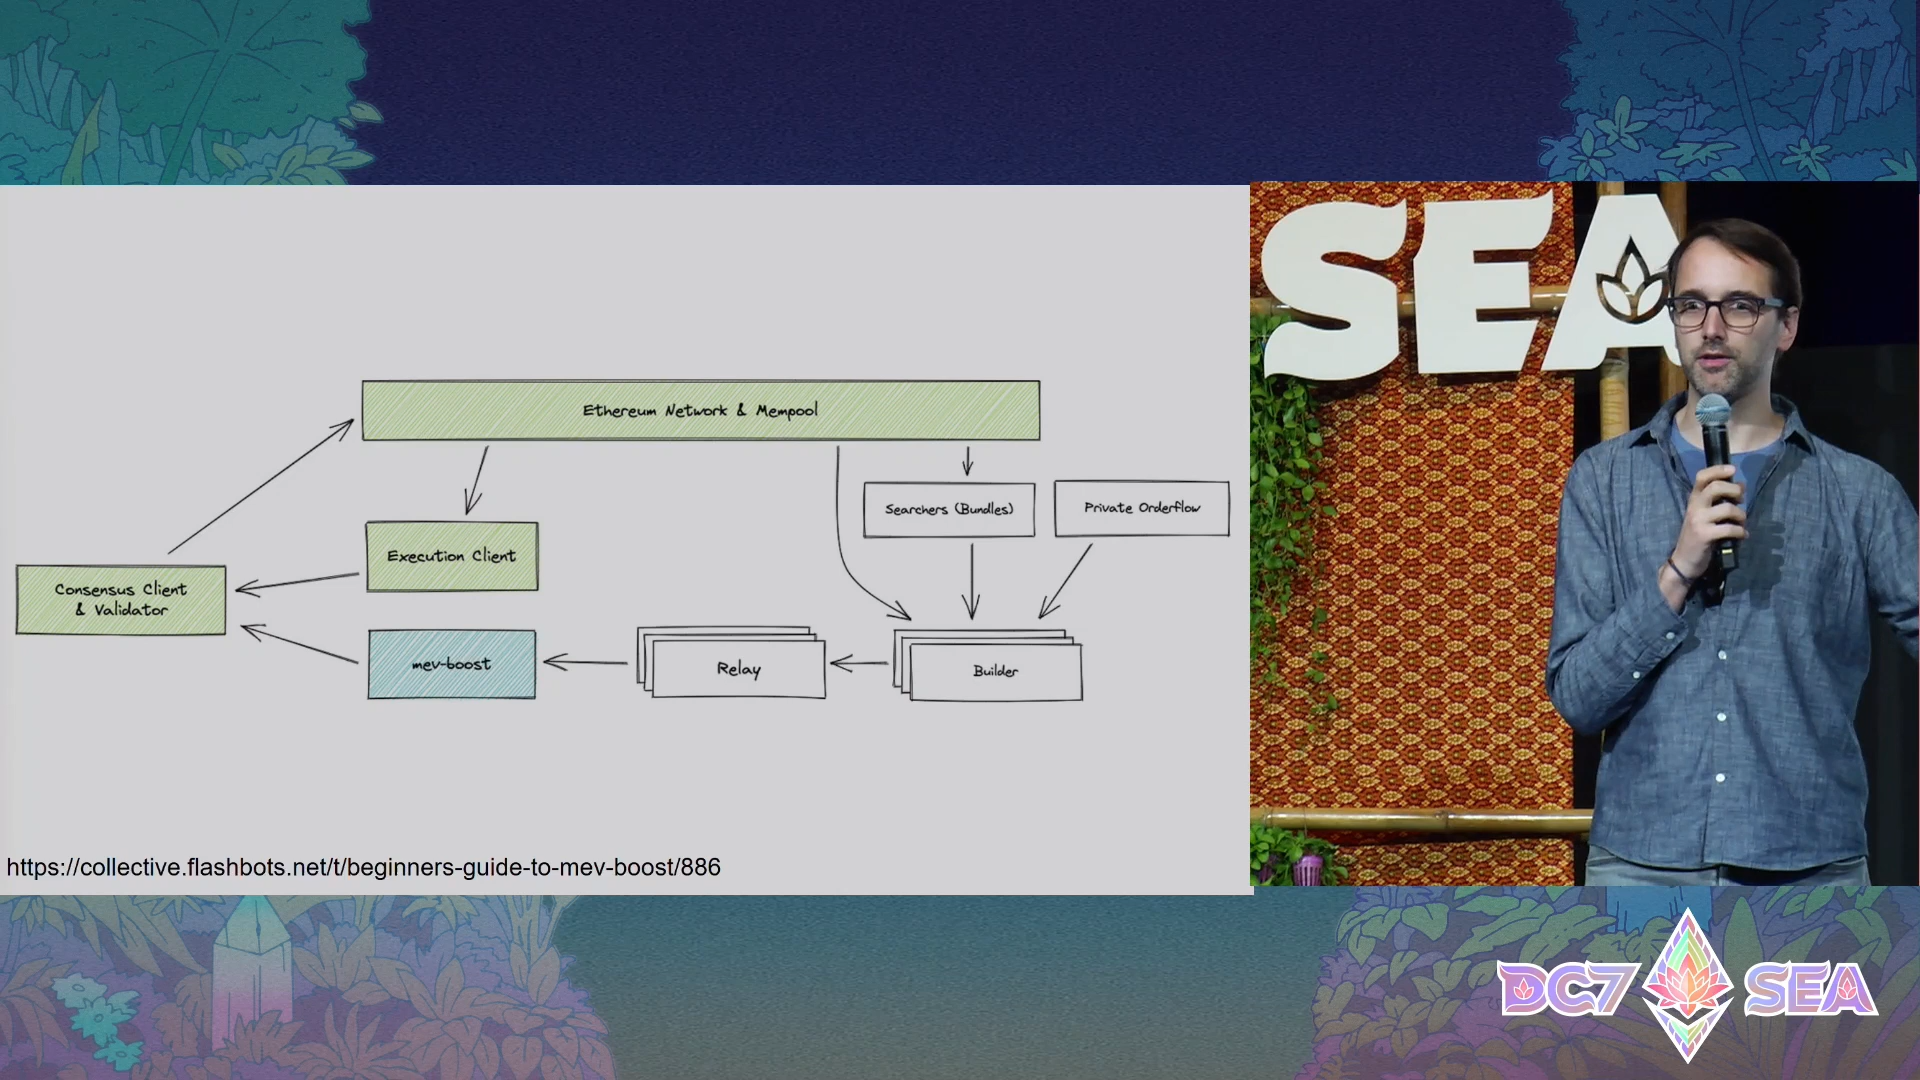 SEA
Ethereum Network & Mempool
Searchers (Bundles)
Private Orderflow
Execution Client
Consensus Client
& Validator
mev-boost
Relay
Builder
https://collective.flashbots.net/t/beginners-guide-to-mev-boost/886
DC7 SEA